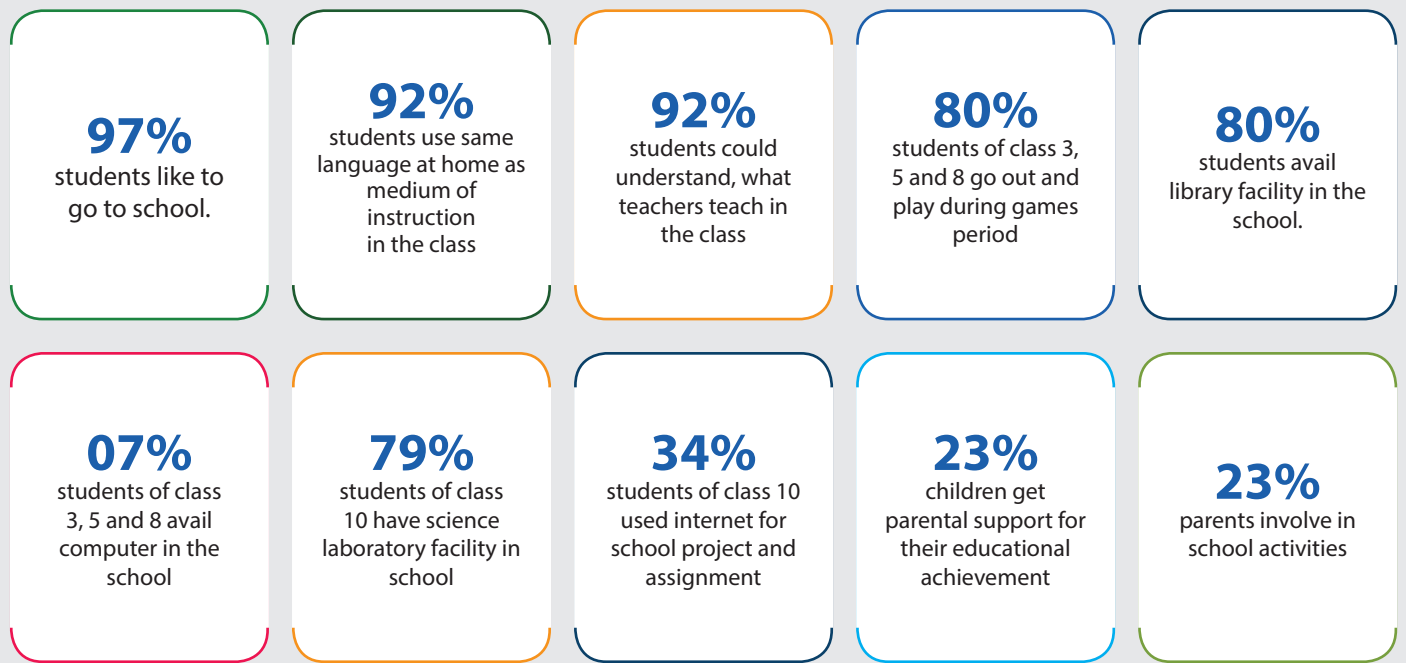 97%
students like to
go to school.
92%
students use same
language at home as
medium of
instruction
in the class
92%
students could
understand, what
teachers teach in
the class
80%
students of class 3,
5 and 8 go out and
play during games
period
80%
students avail
library facility in the
school.
07%
students of class
3, 5 and 8 avail
computer in the
school
79%
students of class
10 have science
laboratory facility in
school
34%
students of class 10
used internet for
school project and
assignment
23%
children get
parental support for
their educational
achievement
23%
parents involve in
school activities